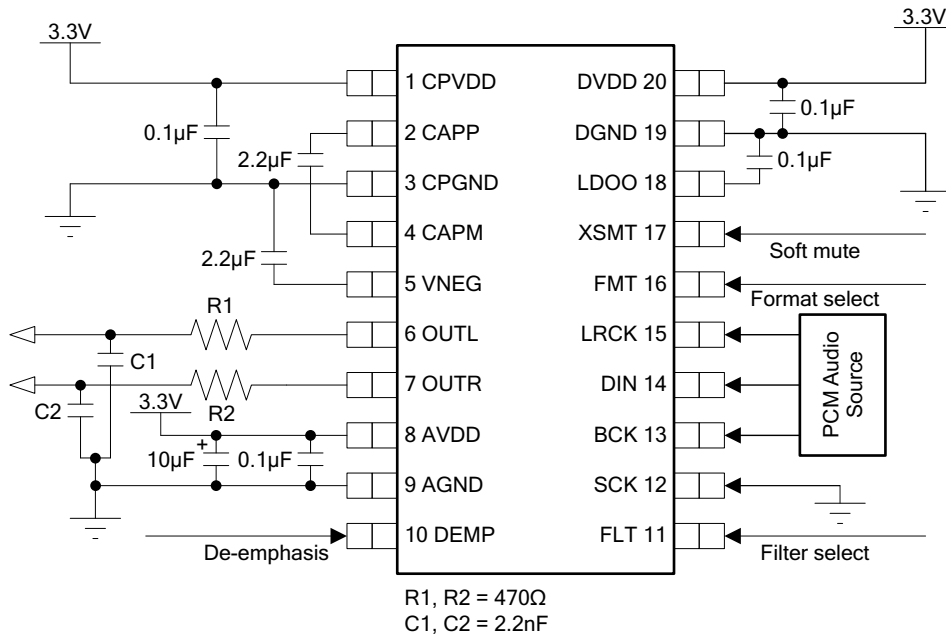 3.3V
3.3V
1 CPVDD
DVDD 20
0.1µF
0.1µF
2 CAPP
DGND 19
2.2µF
0.1µF
3 CPGND
LDOO 18
4 CAPM
XSMT 17
Soft mute
2.2µF
5 VNEG
FMT 16
Format select
R1
6 OUTL
LRCK 15
C1
7 OUTR
DIN 14
PCM Audio
Source
C2
R2
3.3V
8 AVDD
BCK 13
+
10µF
0.1µF
9 AGND
SCK 12
10 DEMP
FLT 11
De-emphasis
Filter select
R1, R2 = 470Ω
C1, C2 = 2.2nF